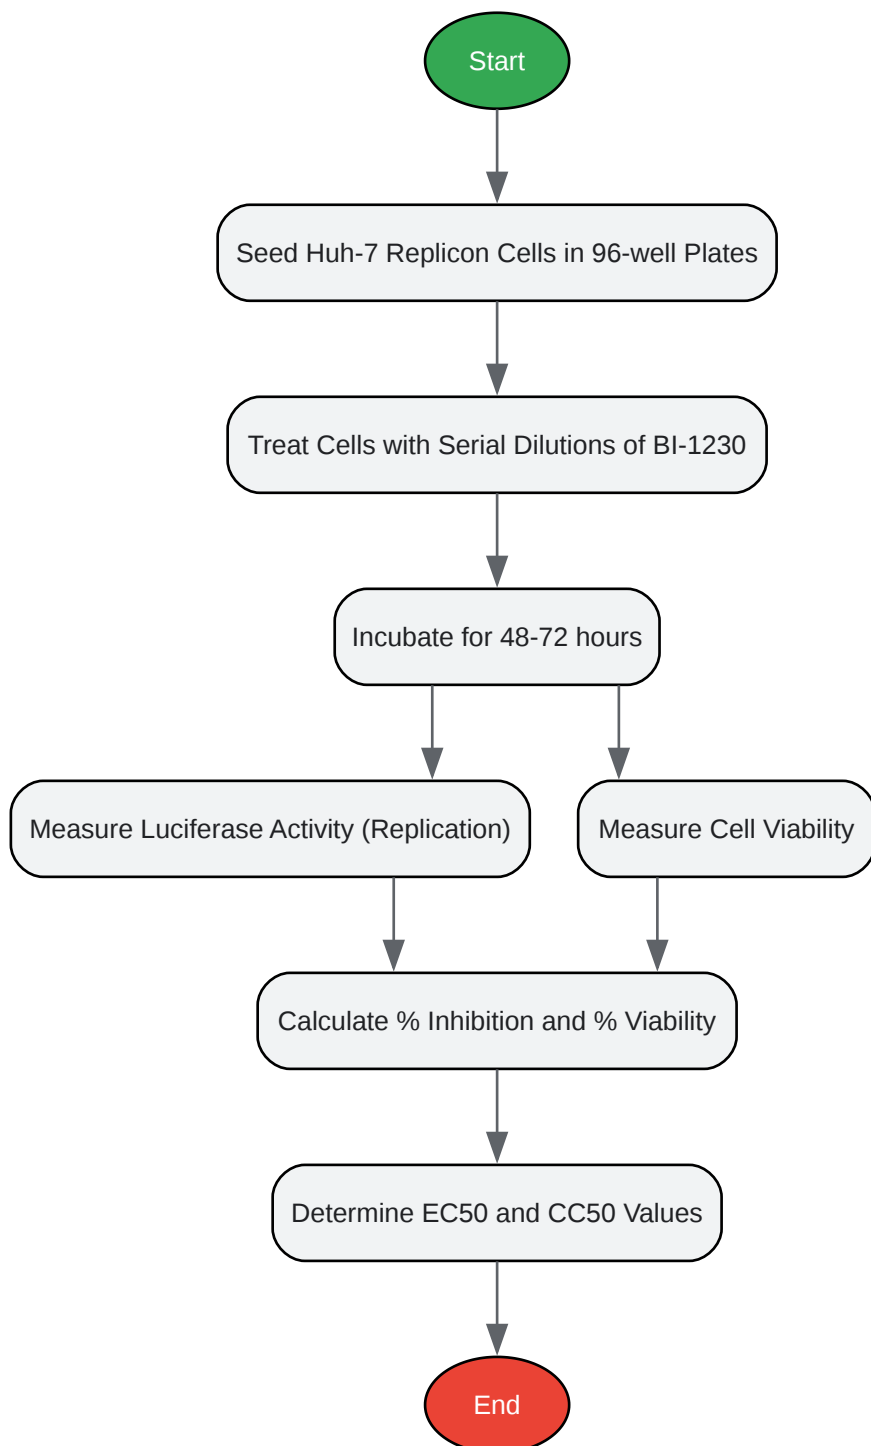 Start
Seed Huh-7 Replicon Cells in 96-well Plates
Treat Cells with Serial Dilutions of BI-1230
Incubate for 48-72 hours
Measure Luciferase Activity (Replication)
Measure Cell Viability
Calculate % Inhibition and % Viability
Determine EC50 and CC50 Values
End